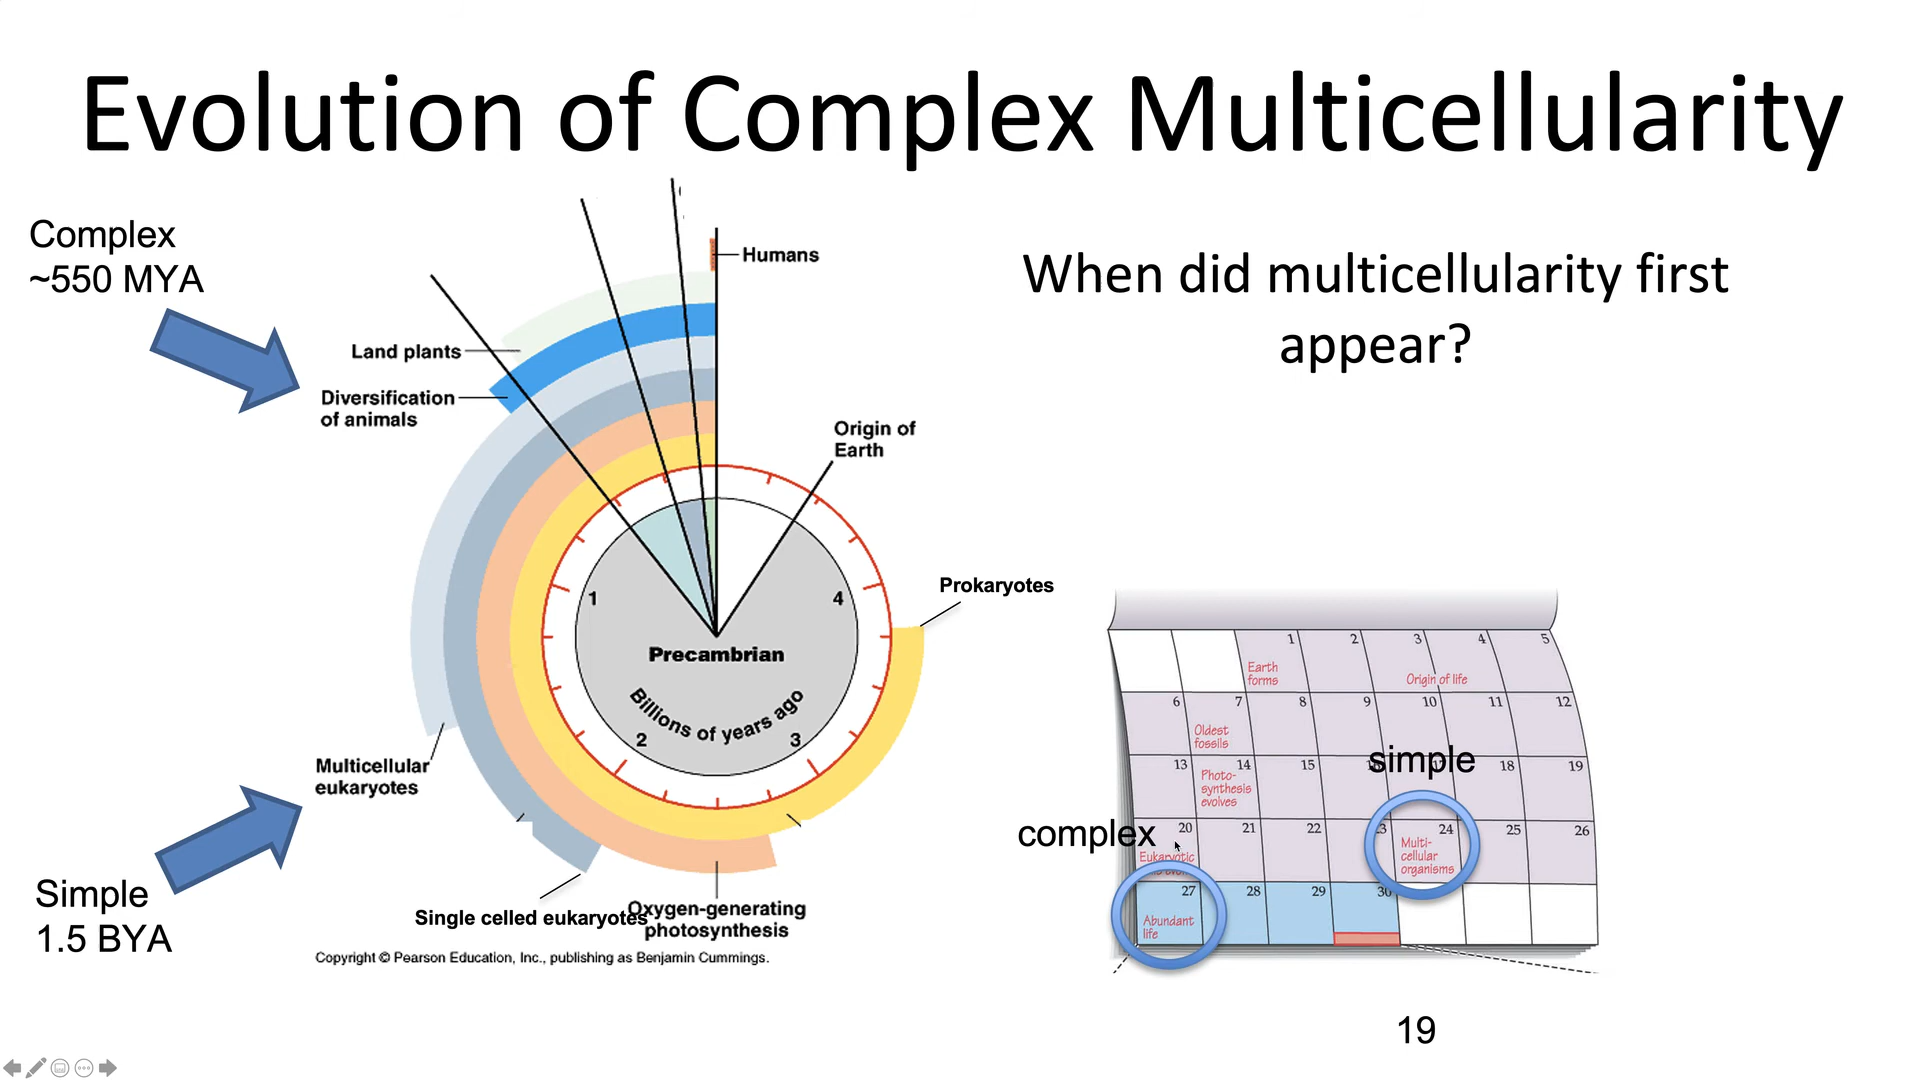 Evolution of Complex Multicellularity
Complex
~550 MYA
Humans
Land plants
Diversification
of animals
Origin of
Earth
Prokaryotes
1
4
Precambrian
Billions of years ago
2
3
Multicellular
eukaryotes
Simple
1.5 BYA
Single celled eukaryotes
Oxygen-generating
photosynthesis
Copyright © Pearson Education, Inc., publishing as Benjamin Cummings.
When did multicellularity first
appear?
1 2 3 4 5
Earth
forms
Origin of life
6 7 8 9 10 11 12
Oldest
fossils
simple
13 14 15 16 17 18 19
Photo-
synthesis
evolves
complex
20 21 22 23 24 25 26
Eukaryotic
Multi-
cellular
organisms
27 28 29 30
Abundant
life
19